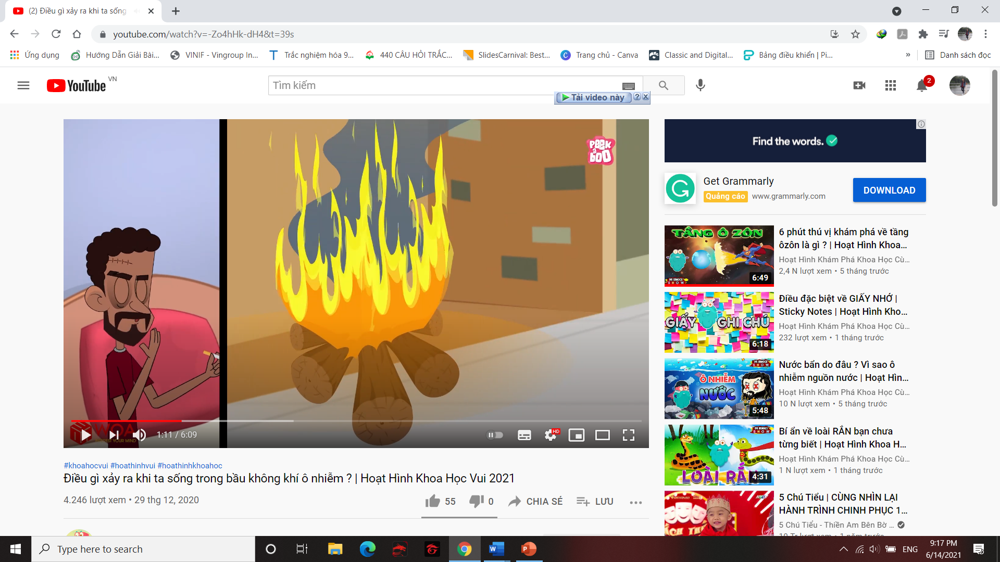 (2) Điều gì xảy ra khi ta sống
youtube.com/watch?v=-Zo4hHk-dH4&t=39s
Ứng dụng
Hướng Dẫn Giải Bài...
VINIF - Vingroup In...
Trắc nghiệm hóa 9...
440 CÂU HỎI TRẮC...
SlidesCarnival: Best...
Trang chủ - Canva
Classic and Digital...
Bảng điều khiển | Pi...
»
Danh sách đọc
YouTube VN
Tìm kiếm
2
Tải video này
PEEK a BOO
1:11 / 6:09
HD
#khoahocvui #hoathinhvui #hoathinhkhoahoc
Điều gì xảy ra khi ta sống trong bầu không khí ô nhiễm ? | Hoạt Hình Khoa Học Vui 2021
4.246 lượt xem • 29 thg 12, 2020
55
0
CHIA SẺ
LƯU
Find the words.
Get Grammarly
Quảng cáo www.grammarly.com
DOWNLOAD
TẦNG Ô ZÔN
DR BINOCS SHOW
6:49
6 phút thú vị khám phá về tầng
ôzôn là gì ? | Hoạt Hình Khoa...
Hoạt Hình Khám Phá Khoa Học Cù...
2,4 N lượt xem • 5 tháng trước
GIẤY GHI CHÚ
6:18
Điều đặc biệt về GIẤY NHỚ |
Sticky Notes | Hoạt Hình Kho...
Hoạt Hình Khám Phá Khoa Học Cù...
232 lượt xem • 1 tháng trước
DR BINOCS SHOW
Ô NHIỄM
NƯỚC
5:48
Nước bẩn do đâu ? Vì sao ô
nhiễm nguồn nước | Hoạt Hìn...
Hoạt Hình Khám Phá Khoa Học Cù...
10 N lượt xem • 5 tháng trước
DR BINOCS SHOW
LOÀI RẮN
4:31
Bí ẩn về loài RẮN bạn chưa
từng biết | Hoạt Hình Khoa H...
Hoạt Hình Khám Phá Khoa Học Cù...
1 N lượt xem • 1 tháng trước
5 Chú Tiểu | CÙNG NHÌN LẠI
HÀNH TRÌNH CHINH PHỤC 1...
5 Chú Tiểu - Thiền Am Bên Bờ ...
Type here to search
ENG
9:17 PM
6/14/2021